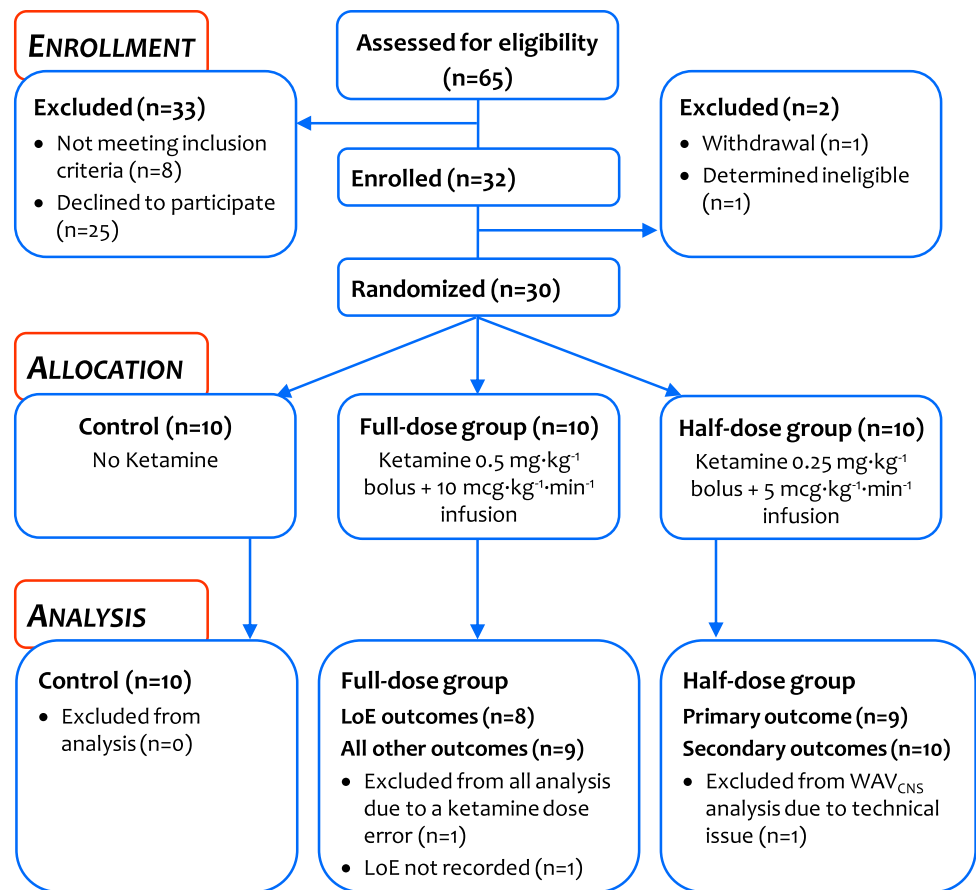 ENROLLMENT
Assessed for eligibility
(n=65)
Excluded (n=33)
• Not meeting inclusion
criteria (n=8)
• Declined to participate
(n=25)
Excluded (n=2)
• Withdrawal (n=1)
• Determined ineligible
(n=1)
Enrolled (n=32)
Randomized (n=30)
ALLOCATION
Control (n=10)
No Ketamine
Full-dose group (n=10)
Ketamine 0.5 mg·kg⁻¹
bolus + 10 mcg·kg⁻¹·min⁻¹
infusion
Half-dose group (n=10)
Ketamine 0.25 mg·kg⁻¹
bolus + 5 mcg·kg⁻¹·min⁻¹
infusion
ANALYSIS
Control (n=10)
• Excluded from
analysis (n=0)
Full-dose group
LoE outcomes (n=8)
All other outcomes (n=9)
• Excluded from all analysis
due to a ketamine dose
error (n=1)
• LoE not recorded (n=1)
Half-dose group
Primary outcome (n=9)
Secondary outcomes (n=10)
• Excluded from WAV_CNS
analysis due to technical
issue (n=1)